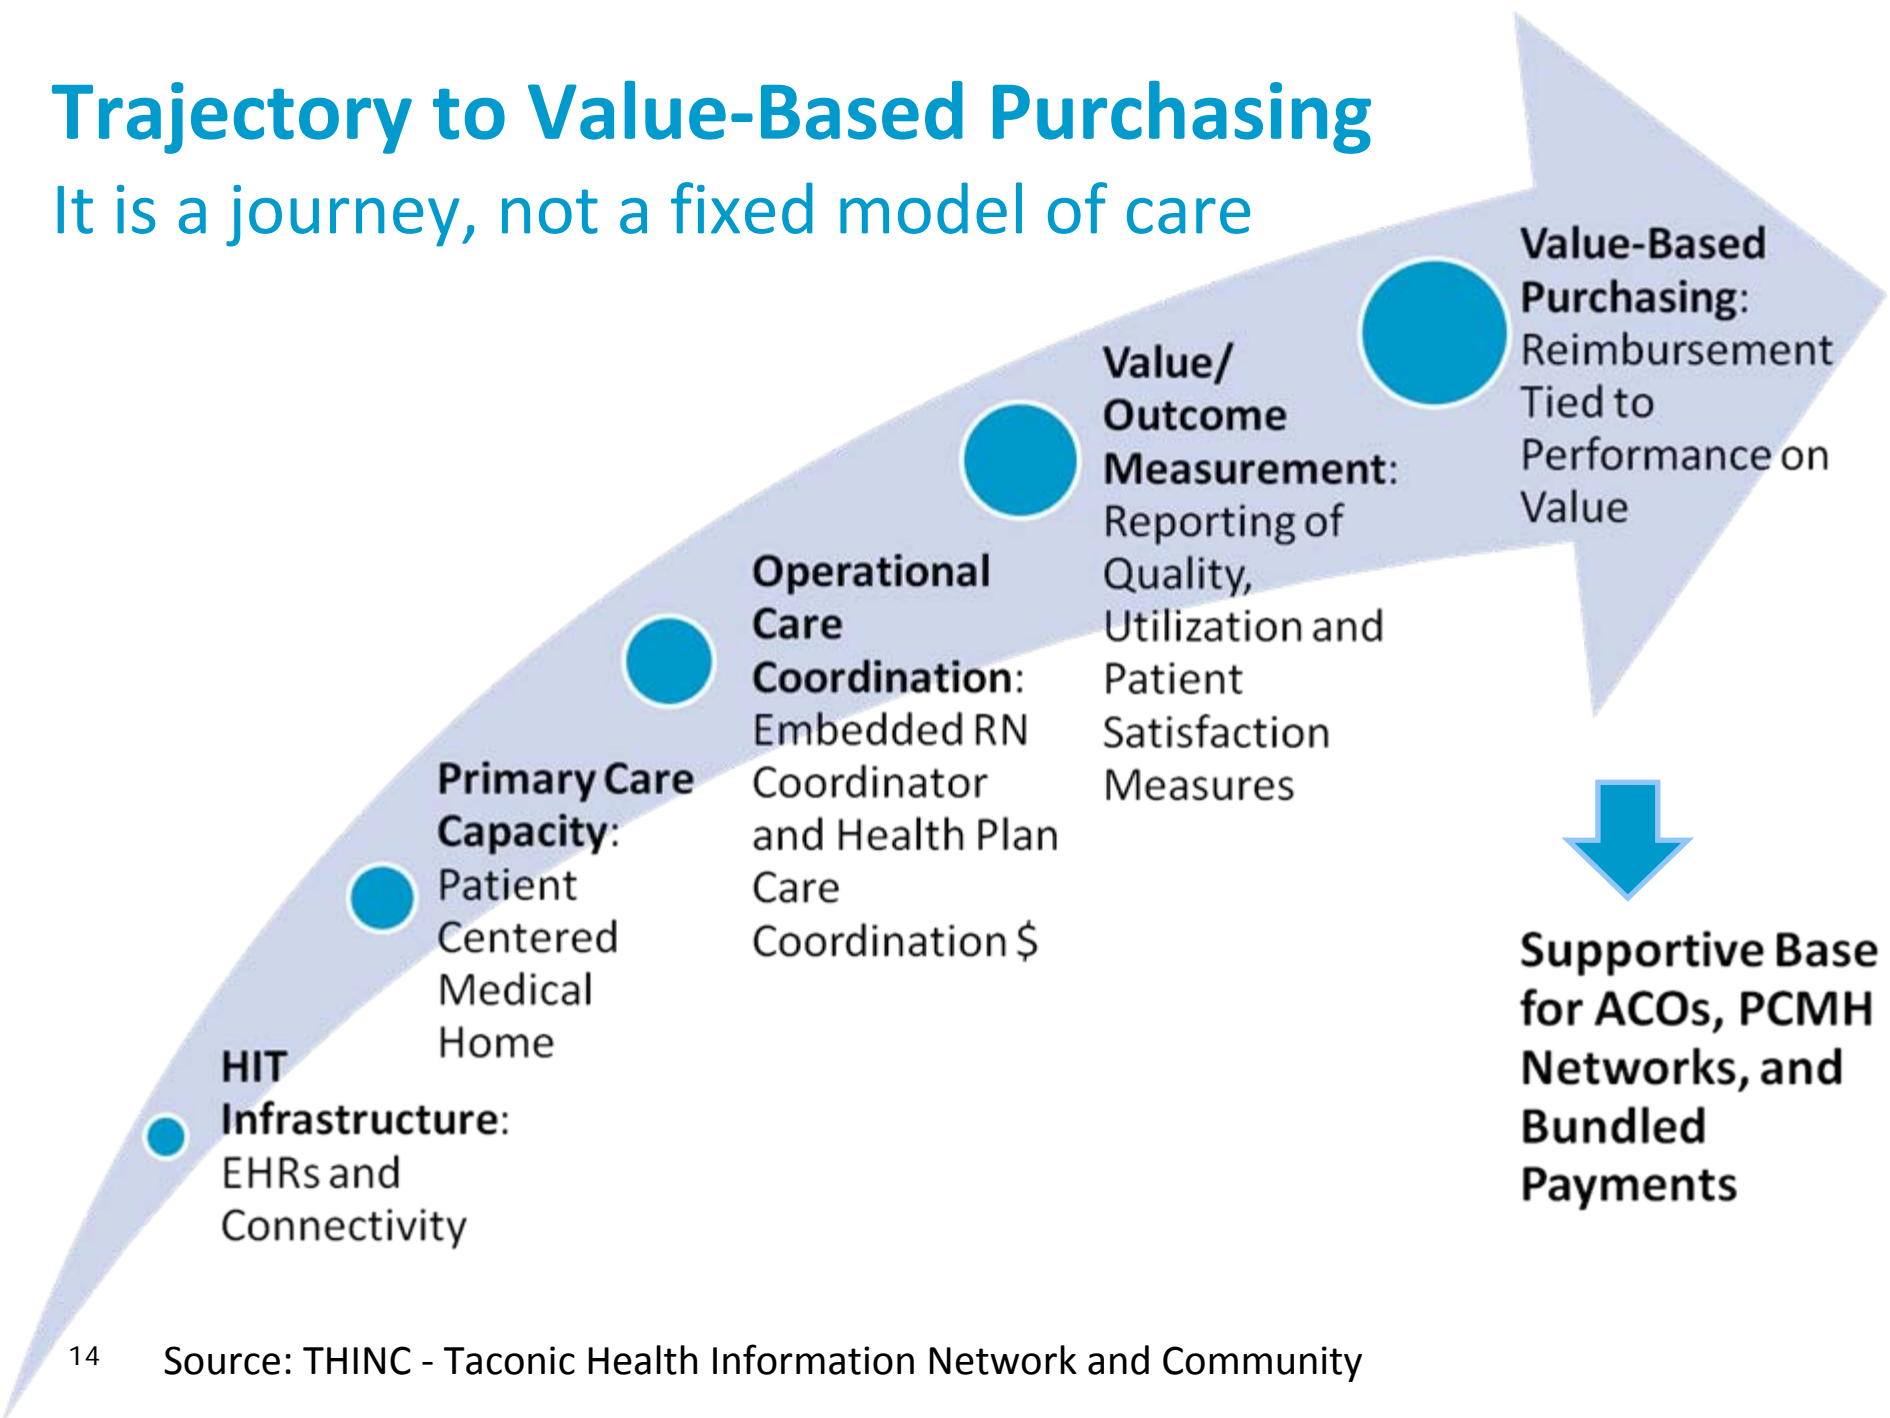 Trajectory to Value-Based Purchasing
It is a journey, not a fixed model of care
HIT
Infrastructure:
EHRs and
Connectivity
Primary Care
Capacity:
Patient
Centered
Medical
Home
Operational
Care
Coordination:
Embedded RN
Coordinator
and Health Plan
Care
Coordination $
Value/
Outcome
Measurement:
Reporting of
Quality,
Utilization and
Patient
Satisfaction
Measures
Value-Based
Purchasing:
Reimbursement
Tied to
Performance on
Value
Supportive Base
for ACOs, PCMH
Networks, and
Bundled
Payments
14
Source: THINC - Taconic Health Information Network and Community